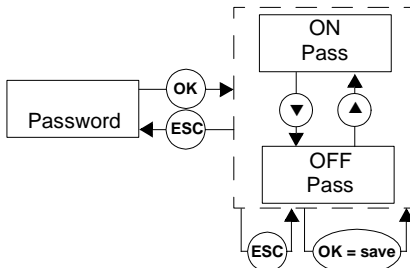 ON
Pass
OK
Password
ESC
OFF
Pass
ESC
OK = save